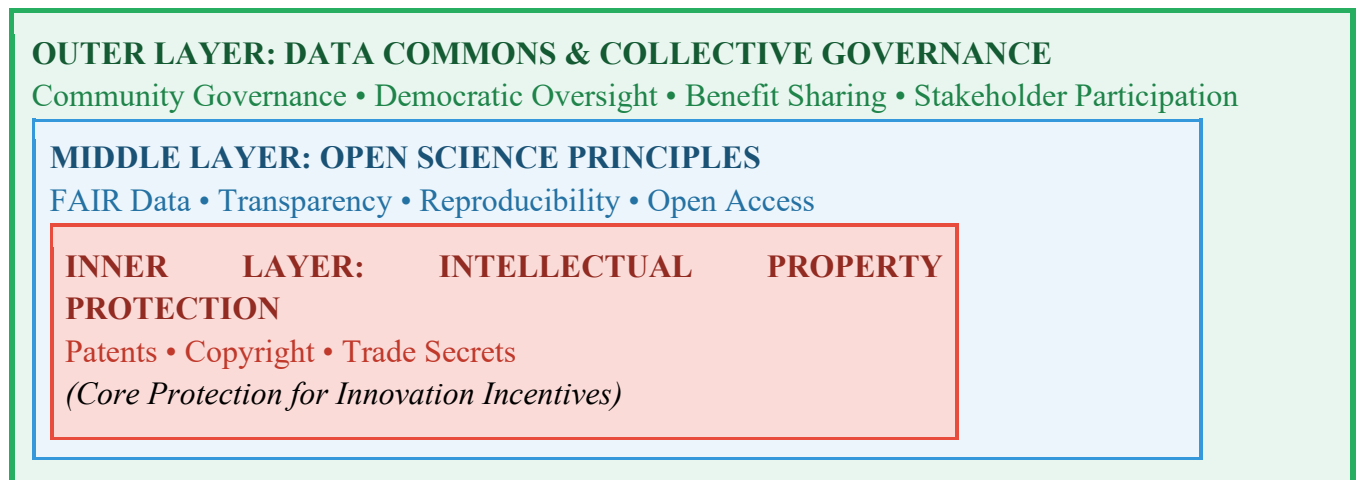 OUTER LAYER: DATA COMMONS & COLLECTIVE GOVERNANCE
Community Governance • Democratic Oversight • Benefit Sharing • Stakeholder Participation
MIDDLE LAYER: OPEN SCIENCE PRINCIPLES
FAIR Data • Transparency • Reproducibility • Open Access
INNER LAYER: INTELLECTUAL PROPERTY
PROTECTION
Patents • Copyright • Trade Secrets
(Core Protection for Innovation Incentives)